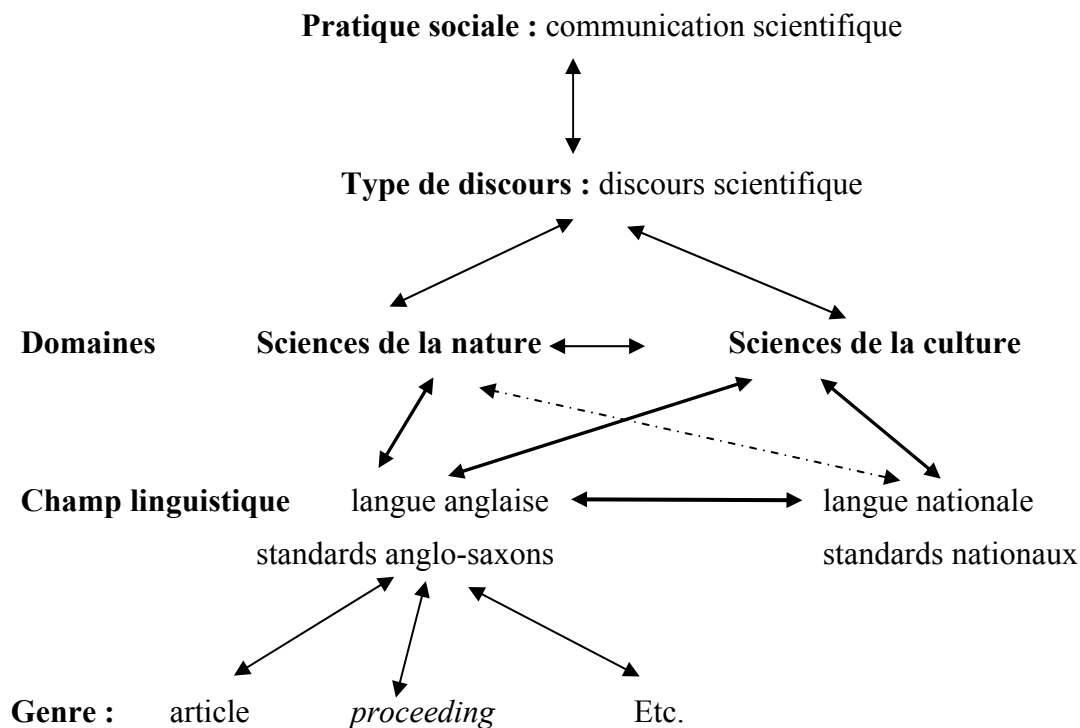 Pratique sociale : communication scientifique
Type de discours : discours scientifique
Domaines Sciences de la nature Sciences de la culture
Champ linguistique langue anglaise langue nationale
standards anglo-saxons standards nationaux
Genre : article proceeding Etc.